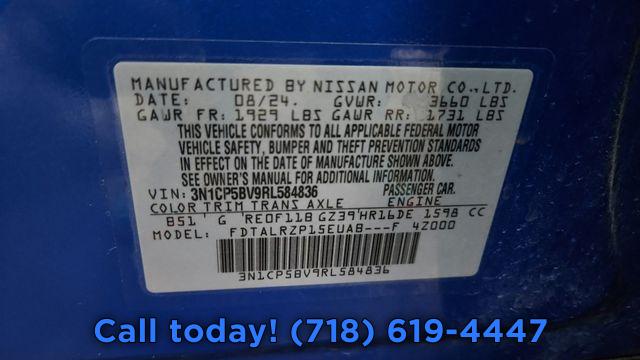 MANUFACTURED BY NISSAN MOTOR CO., LTD.
DATE: 08/24. GVWR: 3660 LBS
GAWR FR: 1929 LBS GAWR RR: 1731 LBS
THIS VEHICLE CONFORMS TO ALL APPLICABLE FEDERAL MOTOR
VEHICLE SAFETY, BUMPER AND THEFT PREVENTION STANDARDS
IN EFFECT ON THE DATE OF MANUFACTURE SHOWN ABOVE.
SEE OWNER'S MANUAL FOR ADDITIONAL INFORMATION.
VIN: 3N1CP5BV9RL584836 PASSENGER CAR.
COLOR TRIM TRANS AXLE ENGINE
B51 G RE0F11B GZ39 HR16DE 1598 CC
MODEL: FDTALRZP15EUAB---F 4Z000
3N1CP5BV9RL584836
Call today! (718) 619-4447